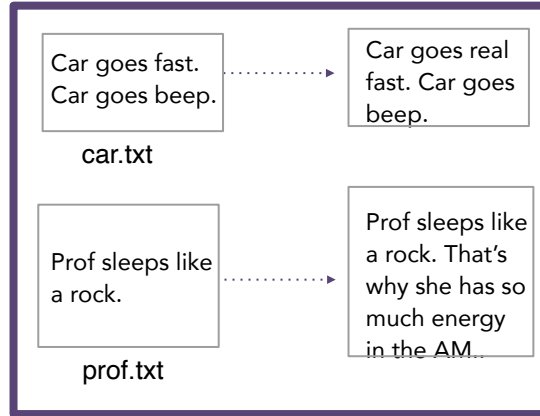 Car goes fast.
Car goes beep.
car.txt
Car goes real
fast. Car goes
beep.
Prof sleeps like
a rock.
prof.txt
Prof sleeps like
a rock. That’s
why she has so
much energy
in the AM..